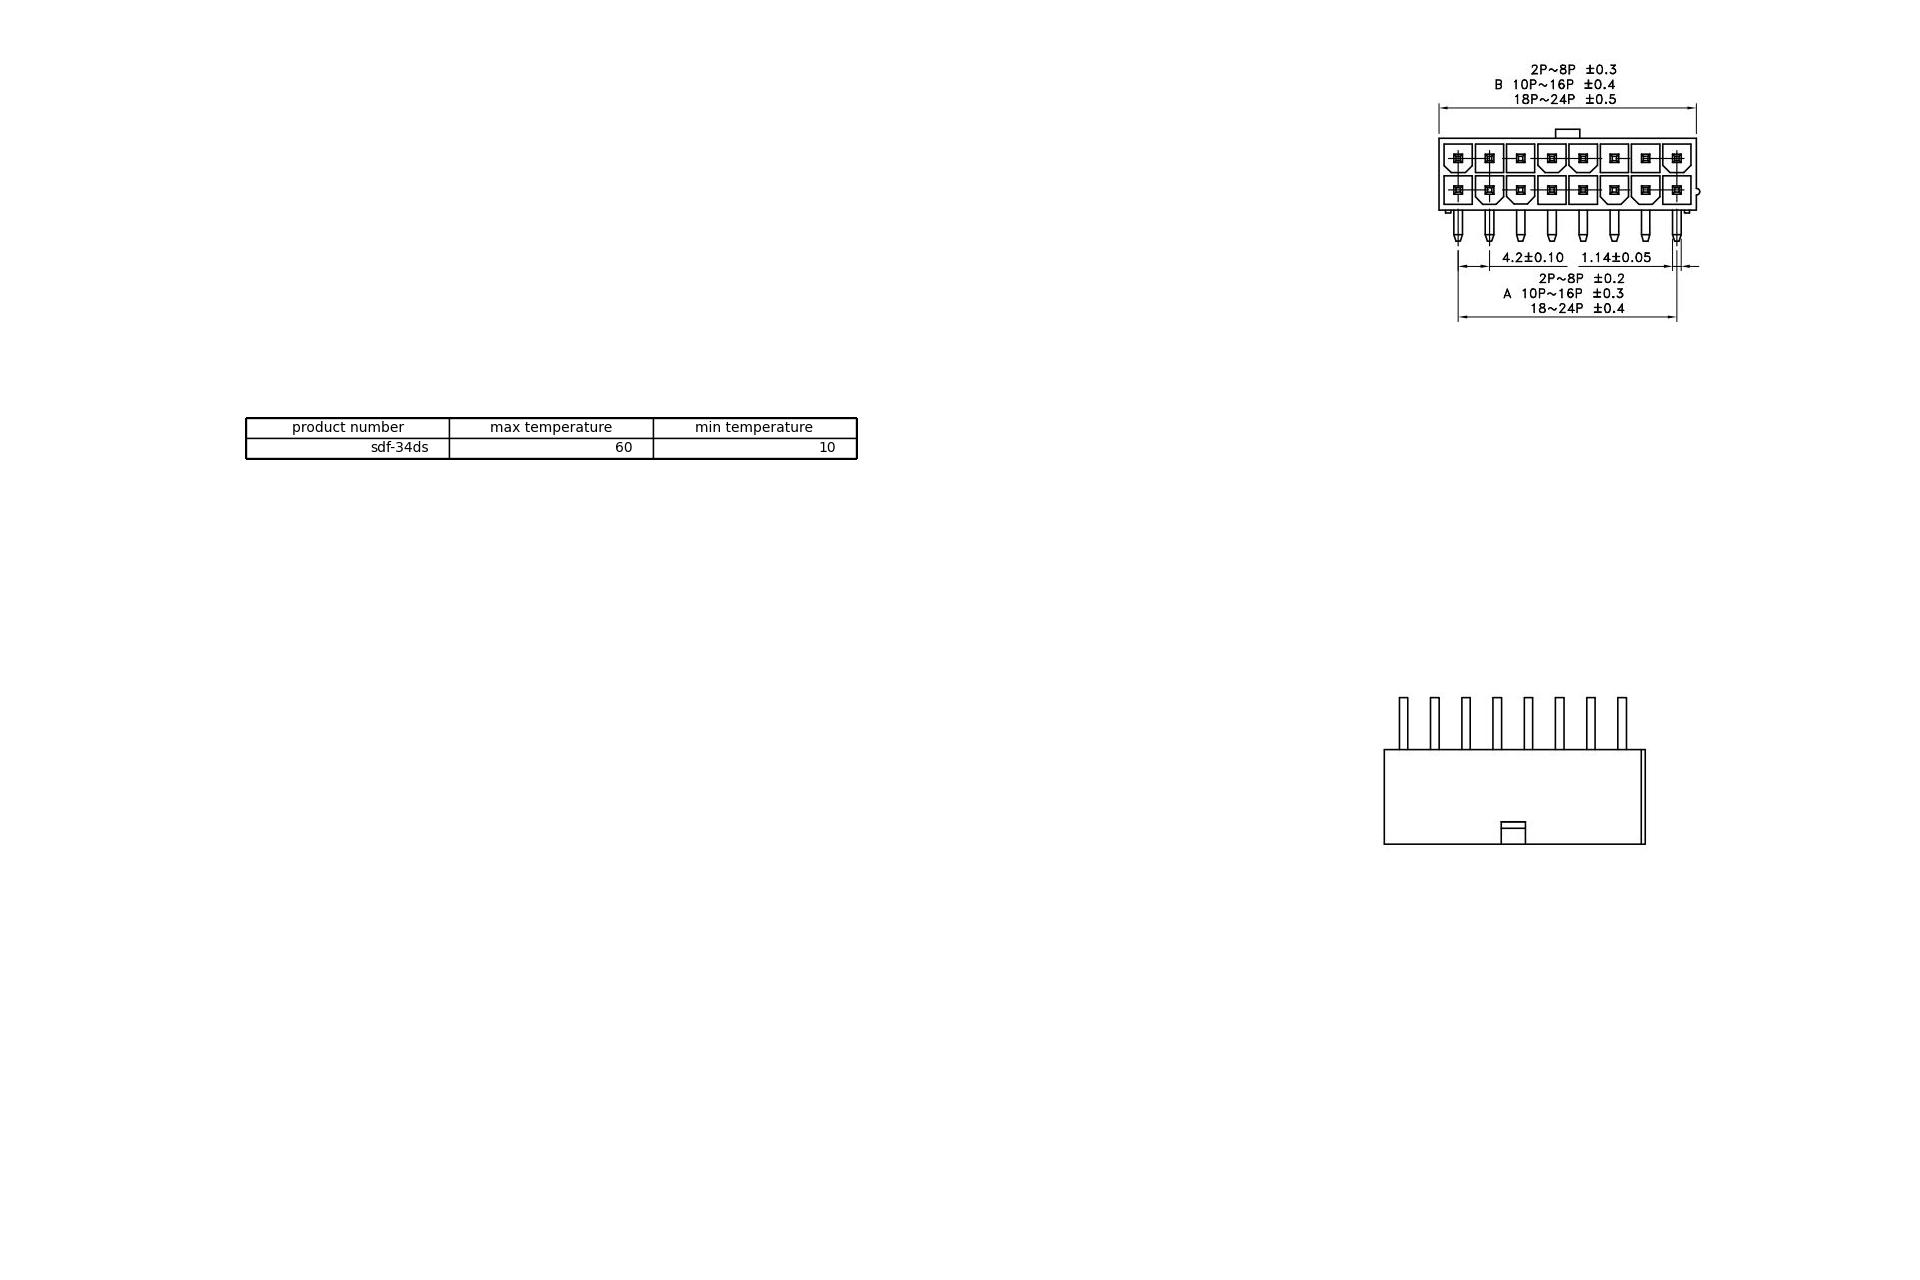 2P~8P ±0.3
B 10P~16P ±0.4
18P~24P ±0.5
4.2±0.10 1.14±0.05
2P~8P ±0.2
A 10P~16P ±0.3
18~24P ±0.4
product number max temperature min temperature
sdf-34ds 60 10